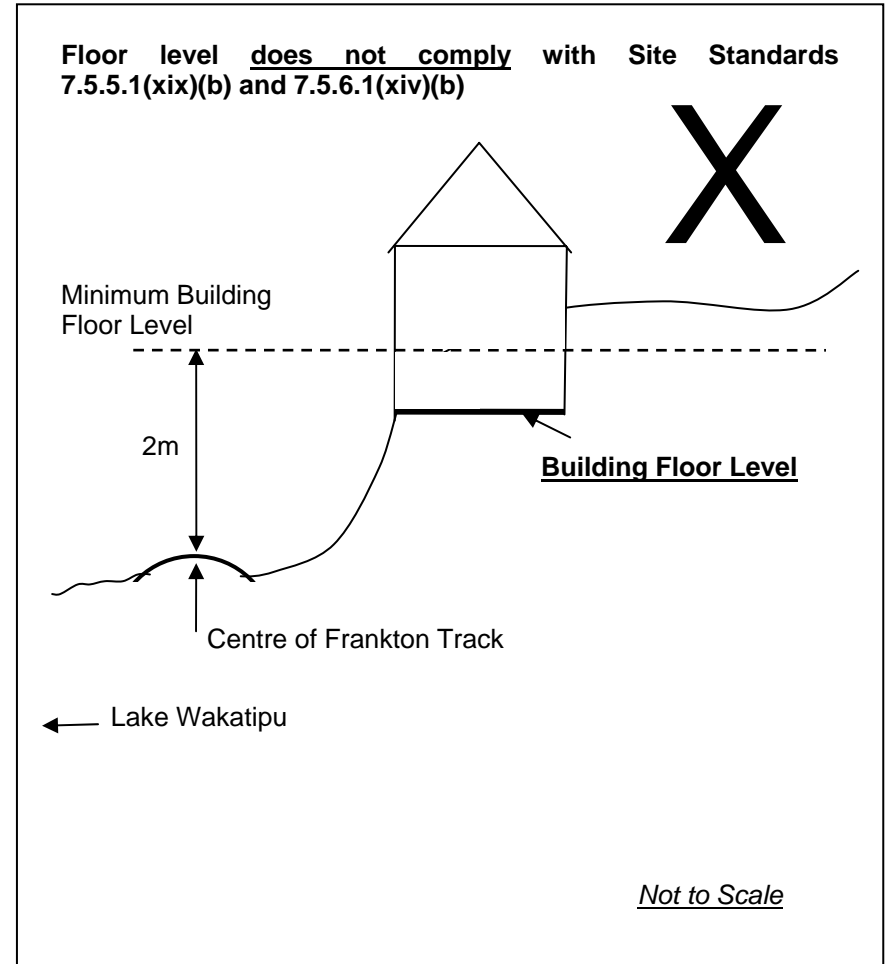 Floor level does not comply with Site Standards
7.5.5.1(xix)(b) and 7.5.6.1(xiv)(b)
X
Minimum Building
Floor Level
2m
Building Floor Level
Centre of Frankton Track
Lake Wakatipu
Not to Scale